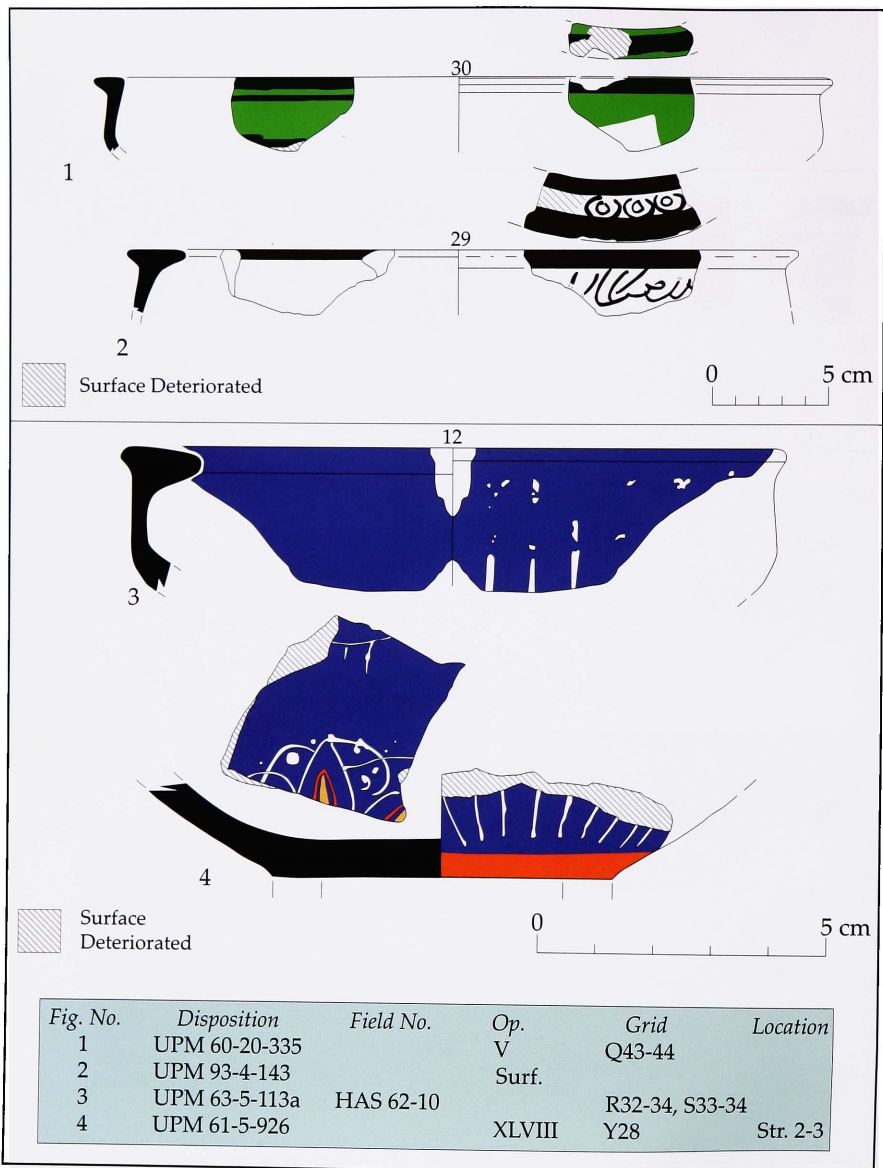 30
1
29
2
Surface Deteriorated
0 5 cm
12
3
4
Surface
Deteriorated
0 5 cm
Fig. No. Disposition Field No. Op. Grid Location
1 UPM 60-20-335 V Q43-44
2 UPM 93-4-143 Surf.
3 UPM 63-5-113a HAS 62-10 R32-34, S33-34
4 UPM 61-5-926 XLVIII Y28 Str. 2-3